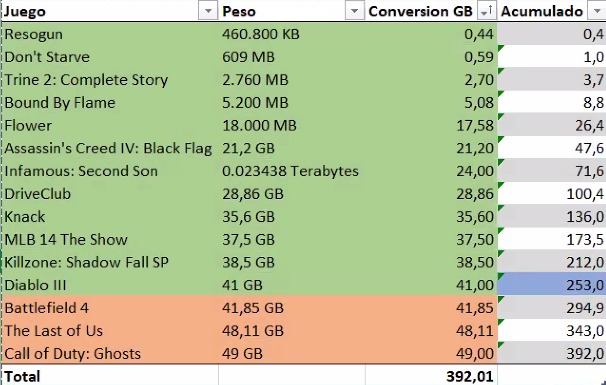 Juego Peso Conversion GB Acumulado
Resogun 460.800 KB 0,44 0,4
Don't Starve 609 MB 0,59 1,0
Trine 2: Complete Story 2.760 MB 2,70 3,7
Bound By Flame 5.200 MB 5,08 8,8
Flower 18.000 MB 17,58 26,4
Assassin's Creed IV: Black Flag 21,2 GB 21,20 47,6
Infamous: Second Son 0.023438 Terabytes 24,00 71,6
DriveClub 28,86 GB 28,86 100,4
Knack 35,6 GB 35,60 136,0
MLB 14 The Show 37,5 GB 37,50 173,5
Killzone: Shadow Fall SP 38,5 GB 38,50 212,0
Diablo III 41 GB 41,00 253,0
Battlefield 4 41,85 GB 41,85 294,9
The Last of Us 48,11 GB 48,11 343,0
Call of Duty: Ghosts 49 GB 49,00 392,0
Total 392,01